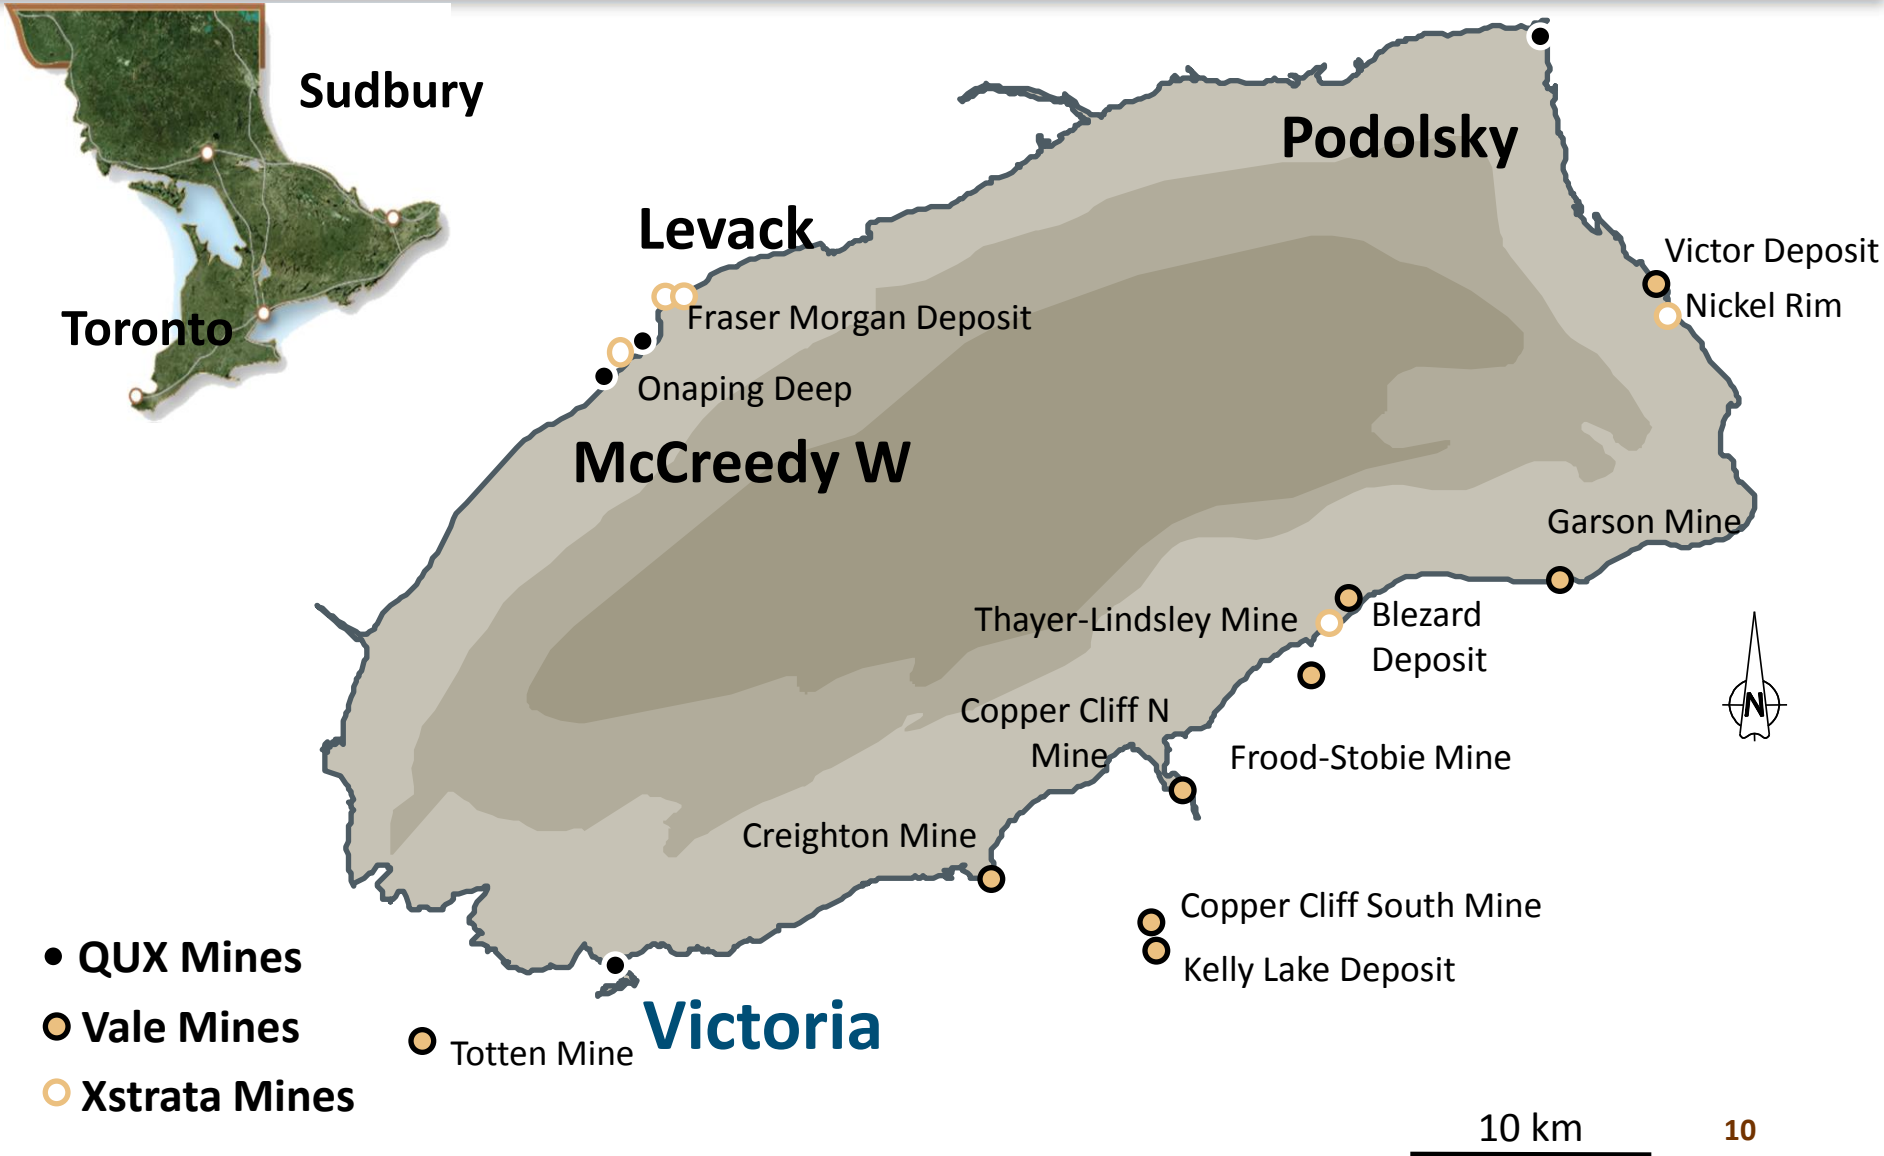 Sudbury
Toronto
Podolsky
Levack
Victor Deposit
Nickel Rim
Fraser Morgan Deposit
Onaping Deep
McCreedy W
Garson Mine
Thayer-Lindsley Mine
Blezard
Deposit
Copper Cliff N
Mine
Frood-Stobie Mine
Creighton Mine
Copper Cliff South Mine
Kelly Lake Deposit
Victoria
Totten Mine
N
• QUX Mines
Vale Mines
Xstrata Mines
10 km
10